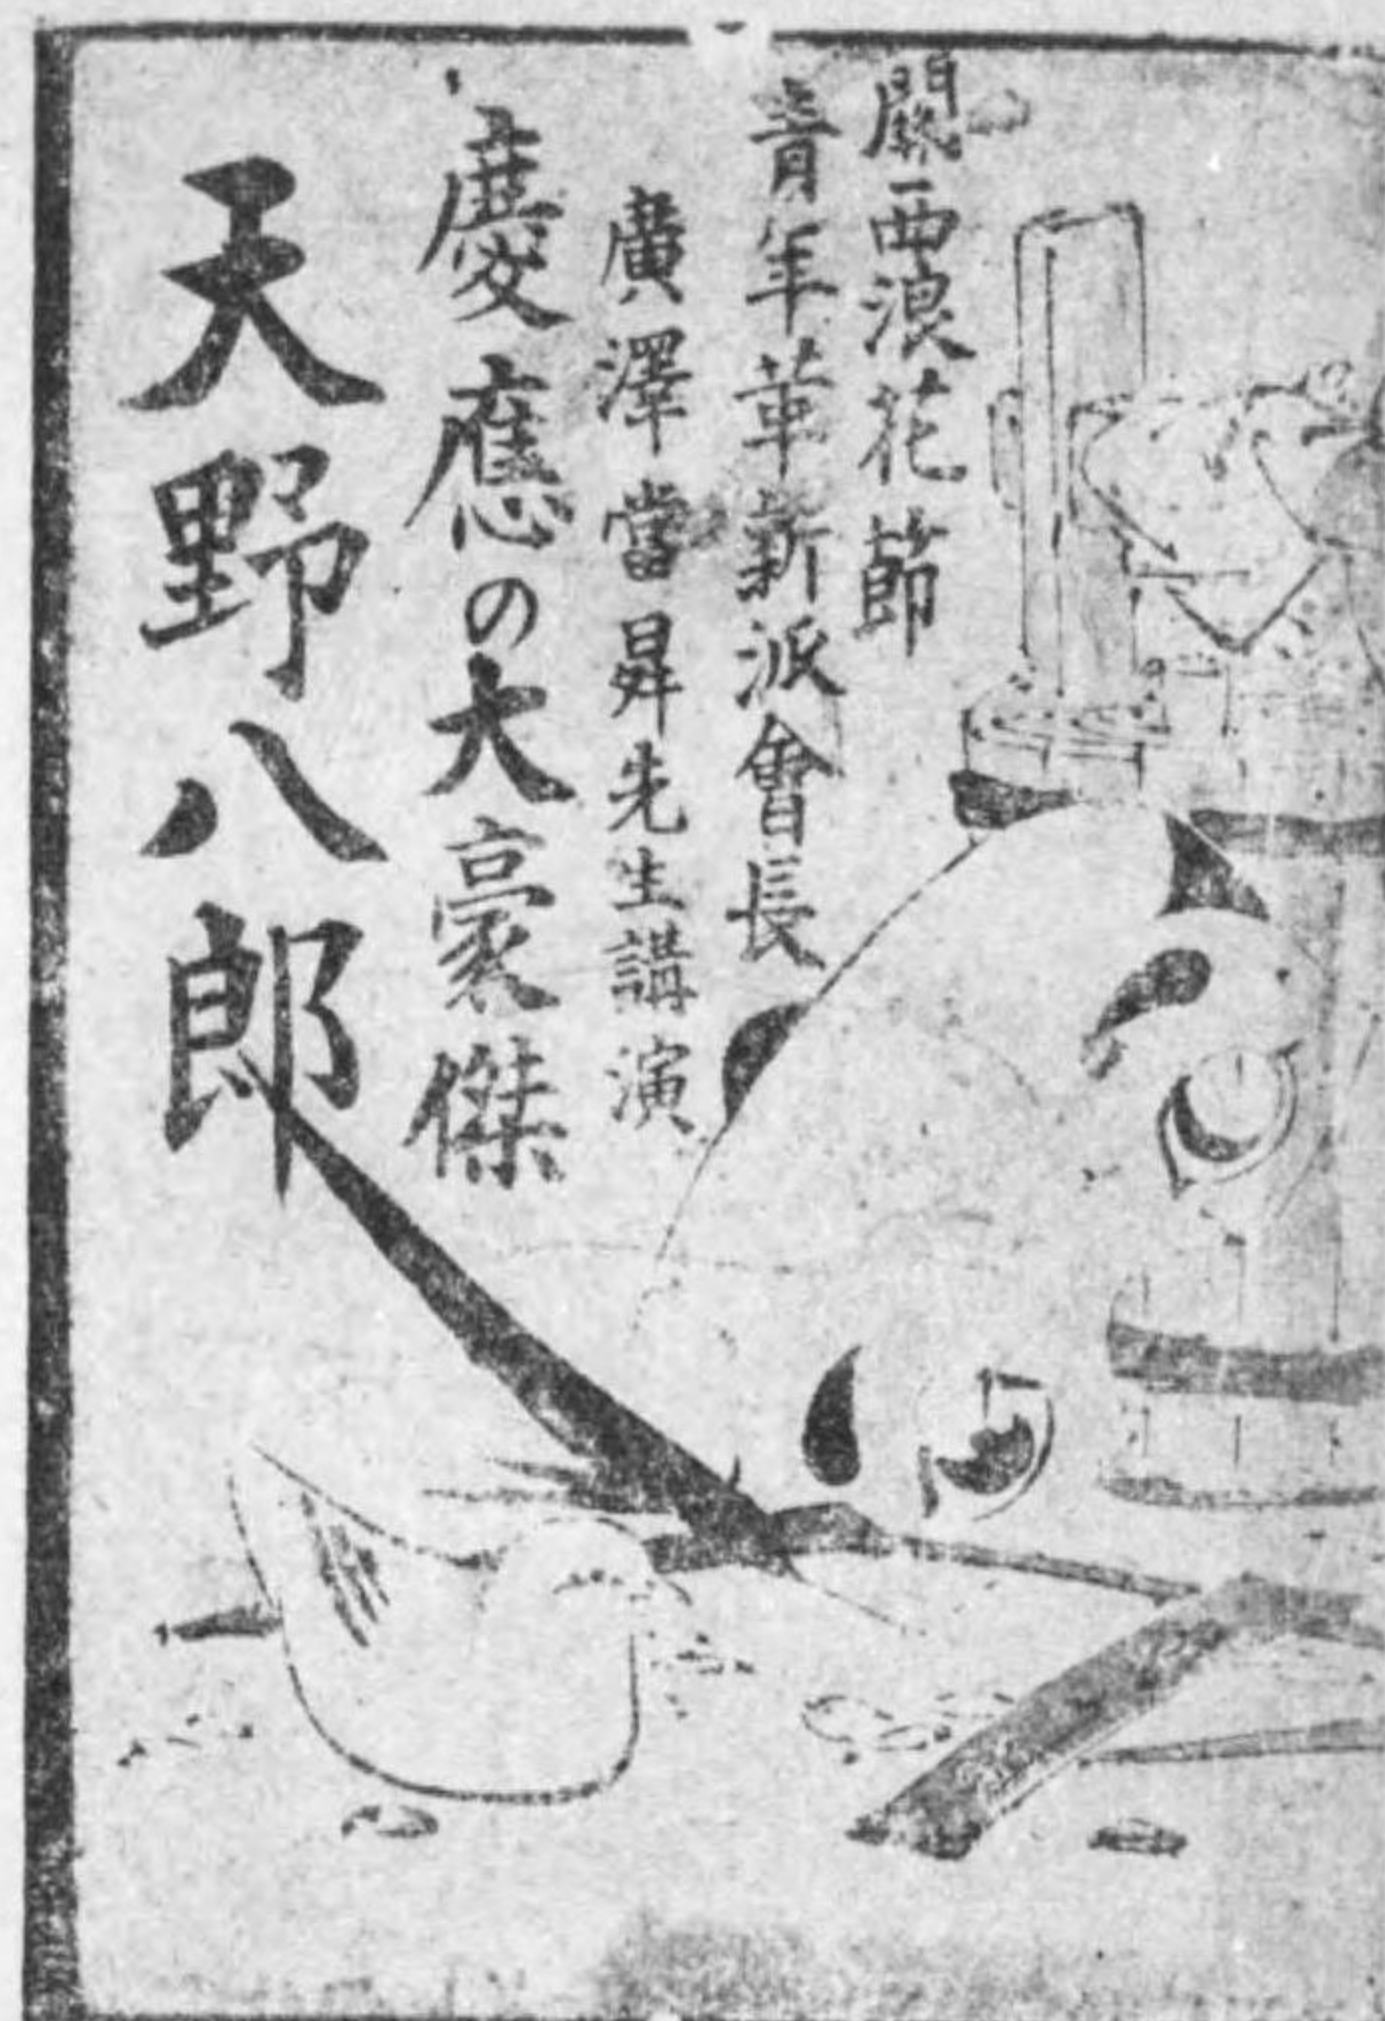 關西浪花節
青年革新派會長
廣澤當昇先生講演
慶應の大豪傑
天野八郎